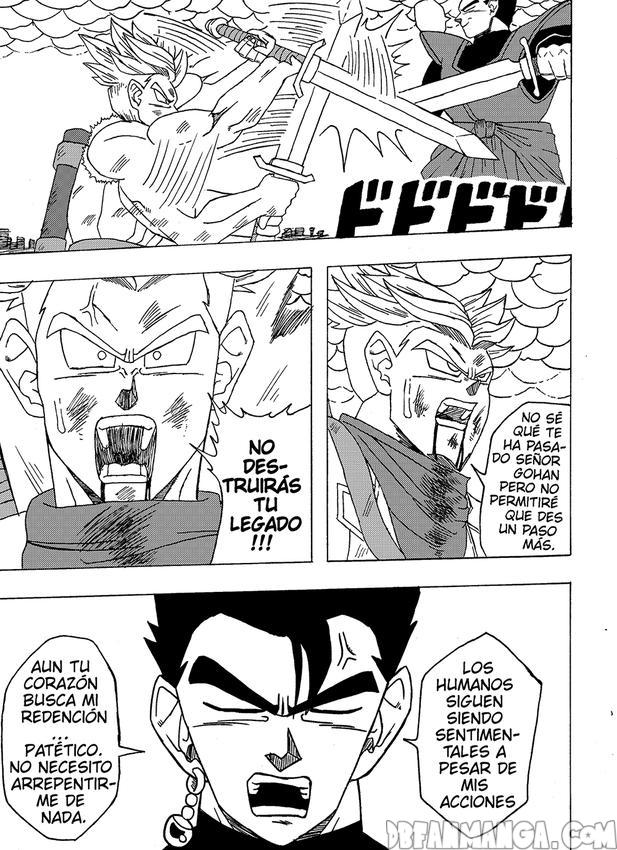 ドドドド
NO SÉ
QUÉ TE
HA PASA-
DO SEÑOR
GOHAN
PERO NO
PERMITIRÉ
QUE DES
UN PASO
MÁS.
NO
DES-
TRUIRÁS
TU
LEGADO
!!!
LOS
HUMANOS
SIGUEN
SIENDO
SENTIMEN-
TALES A
PESAR DE
MIS
ACCIONES
AUN TU
CORAZÓN
BUSCA MI
REDENCIÓN
...
PATÉTICO.
NO NECESITO
ARREPENTIR-
ME DE
NADA.
DBFANMANGA.COM